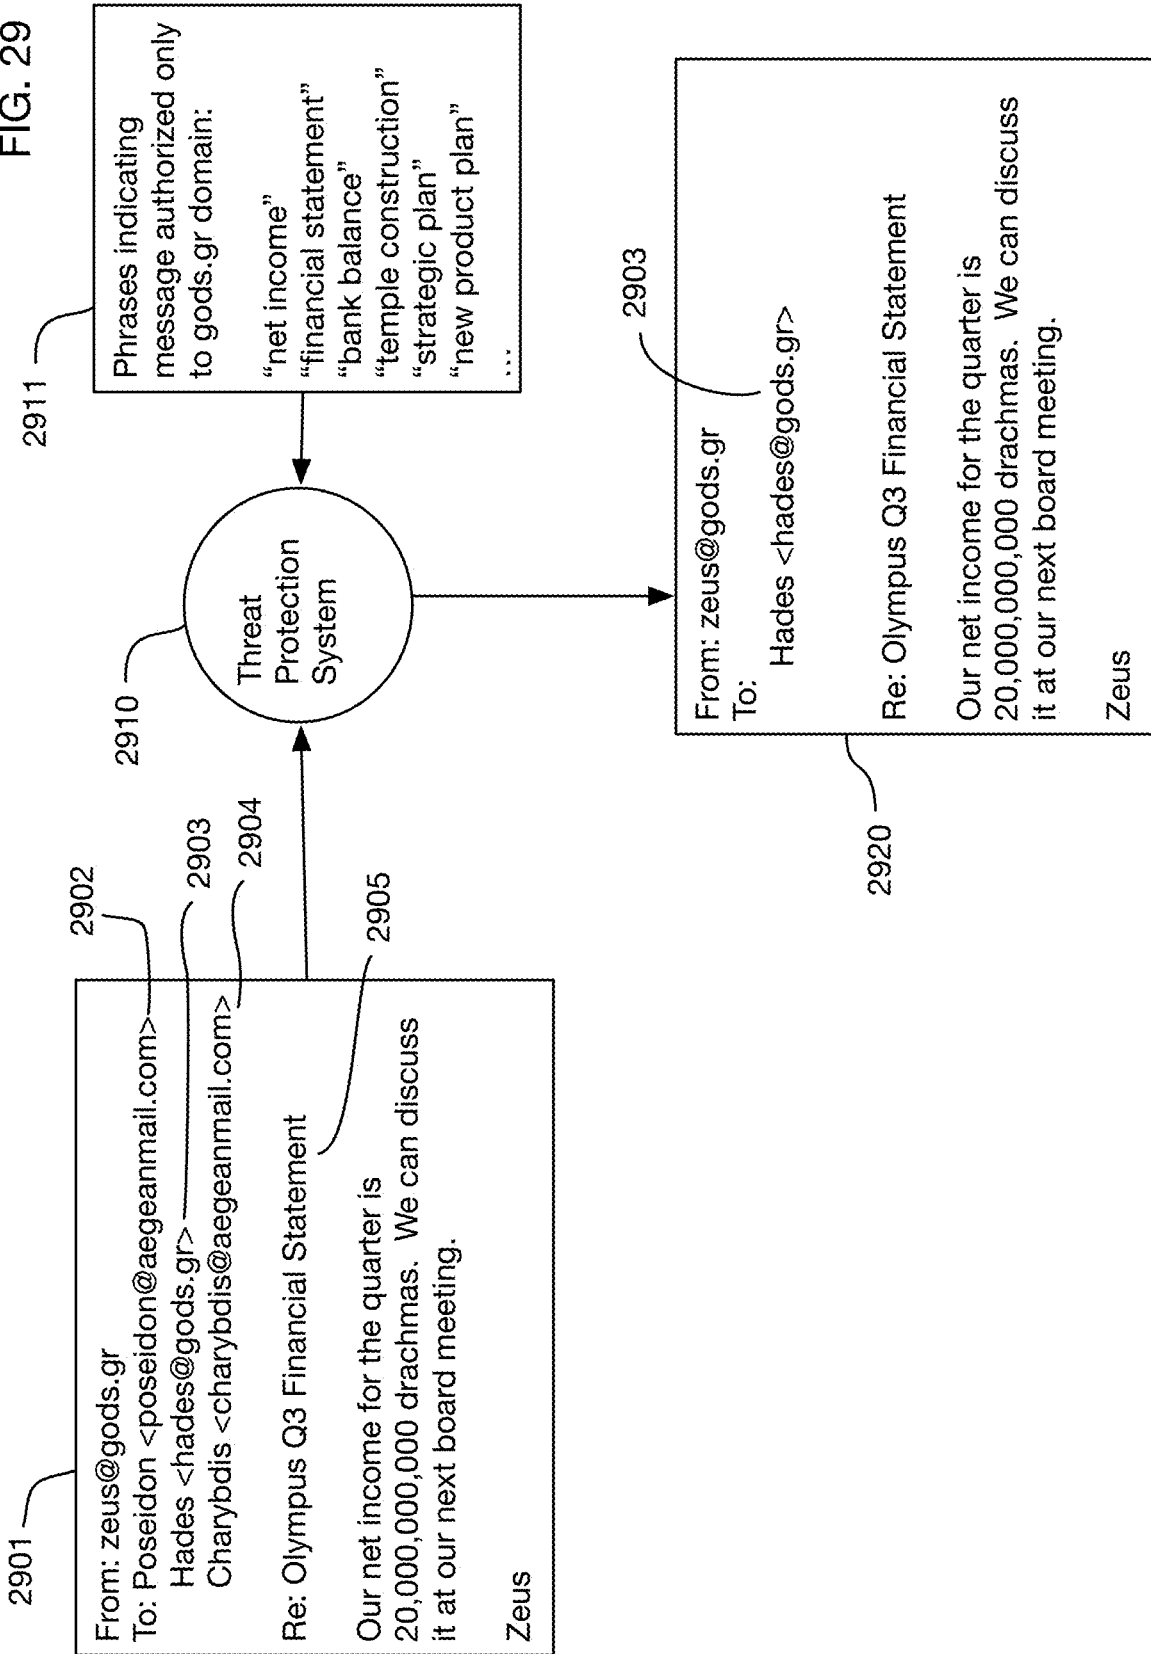 FIG. 29
2901
From: zeus@gods.gr
To: Poseidon <poseidon@aegeanmail.com>
Hades <hades@gods.gr>
Charybdis <charybdis@aegeanmail.com>
Re: Olympus Q3 Financial Statement
Our net income for the quarter is
20,000,000,000 drachmas.  We can discuss
it at our next board meeting.
Zeus
2902
2903
2904
2905
2910
Threat
Protection
System
2911
Phrases indicating
message authorized only
to gods.gr domain:
“net income”
“financial statement”
“bank balance”
“temple construction”
“strategic plan”
“new product plan”
...
2920
From: zeus@gods.gr
To:
Hades <hades@gods.gr>
2903
Re: Olympus Q3 Financial Statement
Our net income for the quarter is
20,000,000,000 drachmas.  We can discuss
it at our next board meeting.
Zeus